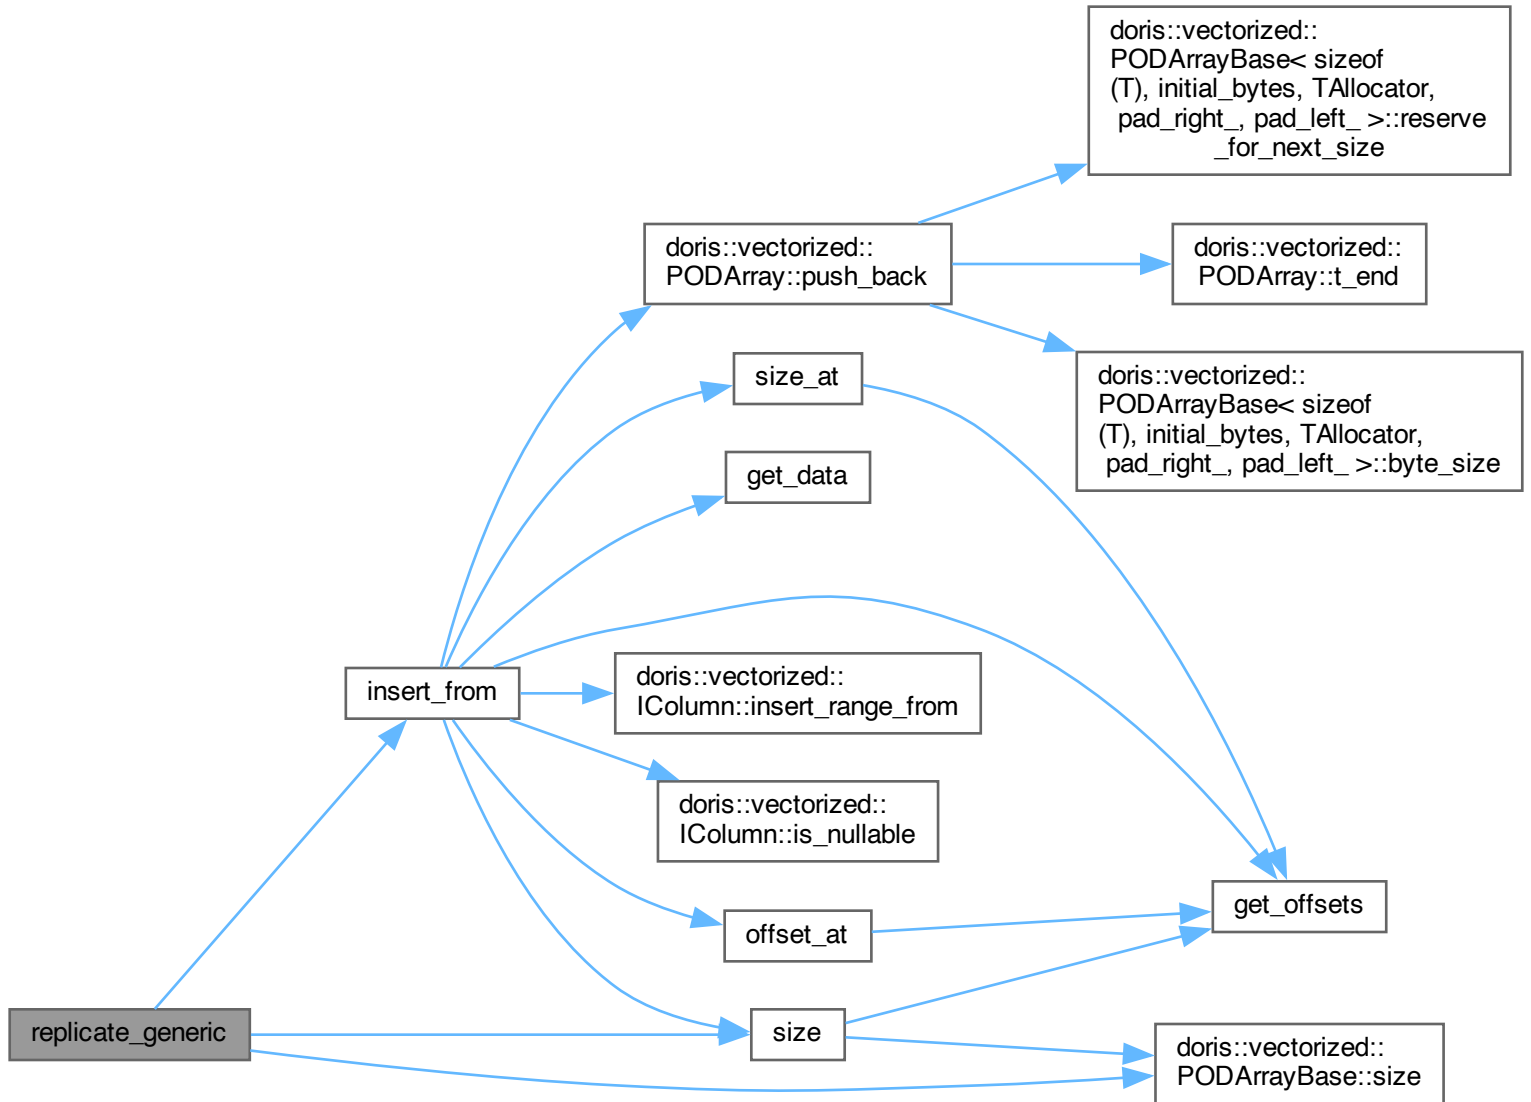 doris::vectorized::
PODArrayBase< sizeof
(T), initial_bytes, TAllocator,
pad_right_, pad_left_ >::reserve
_for_next_size
doris::vectorized::
PODArray::push_back
doris::vectorized::
PODArray::t_end
size_at
doris::vectorized::
PODArrayBase< sizeof
(T), initial_bytes, TAllocator,
pad_right_, pad_left_ >::byte_size
get_data
insert_from
doris::vectorized::
IColumn::insert_range_from
doris::vectorized::
IColumn::is_nullable
get_offsets
offset_at
replicate_generic
size
doris::vectorized::
PODArrayBase::size